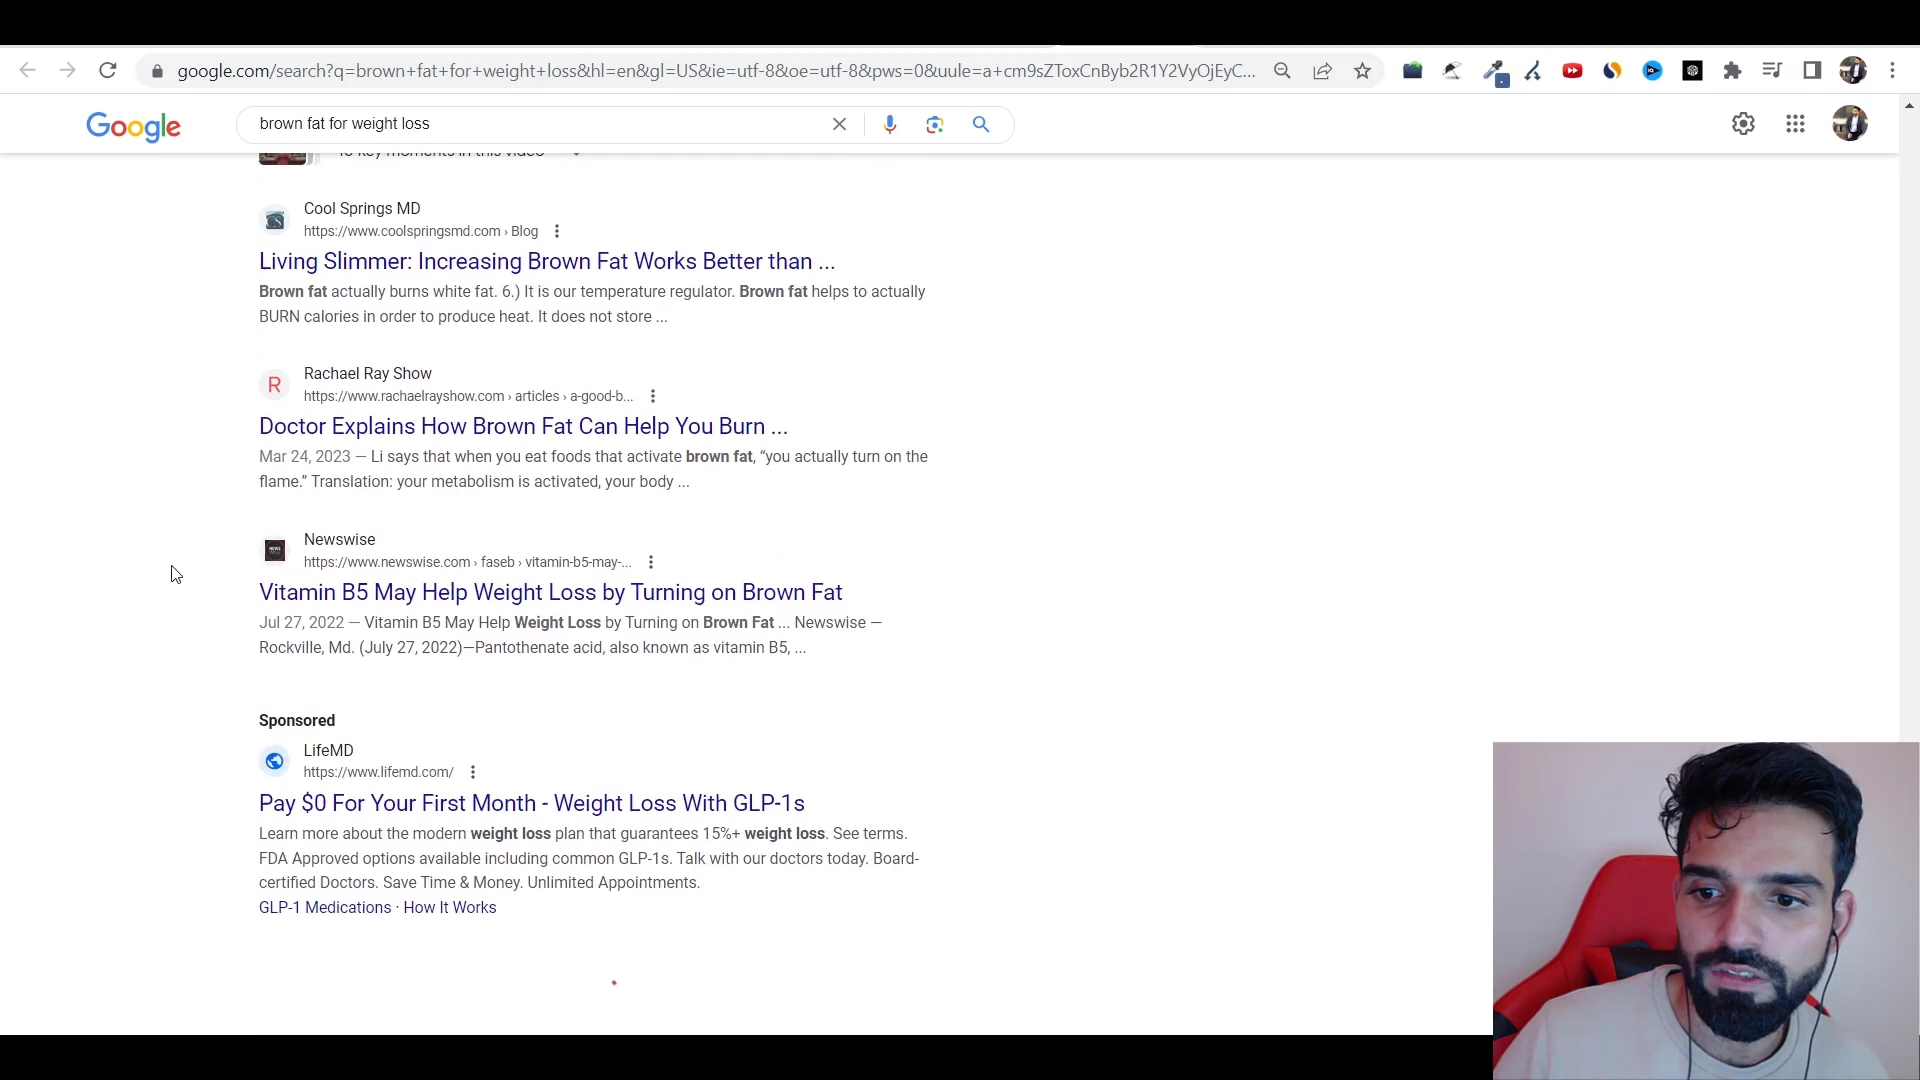 google.com/search?q=brown+fat+for+weight+loss&hl=en&gl=US&ie=utf-8&oe=utf-8&pws=0&uule=a+cm9sZToxCnByb2R1Y2VyOjEyC...
Google
brown fat for weight loss
10 key moments in this video
Cool Springs MD
https://www.coolspringsmd.com › Blog
Living Slimmer: Increasing Brown Fat Works Better than ...
Brown fat actually burns white fat. 6.) It is our temperature regulator. Brown fat helps to actually
BURN calories in order to produce heat. It does not store ...
R
Rachael Ray Show
https://www.rachaelrayshow.com › articles › a-good-b...
Doctor Explains How Brown Fat Can Help You Burn ...
Mar 24, 2023 — Li says that when you eat foods that activate brown fat, “you actually turn on the
flame.” Translation: your metabolism is activated, your body ...
Newswise
https://www.newswise.com › faseb › vitamin-b5-may-...
Vitamin B5 May Help Weight Loss by Turning on Brown Fat
Jul 27, 2022 — Vitamin B5 May Help Weight Loss by Turning on Brown Fat ... Newswise —
Rockville, Md. (July 27, 2022)—Pantothenate acid, also known as vitamin B5, ...
Sponsored
LifeMD
https://www.lifemd.com/
Pay $0 For Your First Month - Weight Loss With GLP-1s
Learn more about the modern weight loss plan that guarantees 15%+ weight loss. See terms.
FDA Approved options available including common GLP-1s. Talk with our doctors today. Board-
certified Doctors. Save Time & Money. Unlimited Appointments.
GLP-1 Medications · How It Works